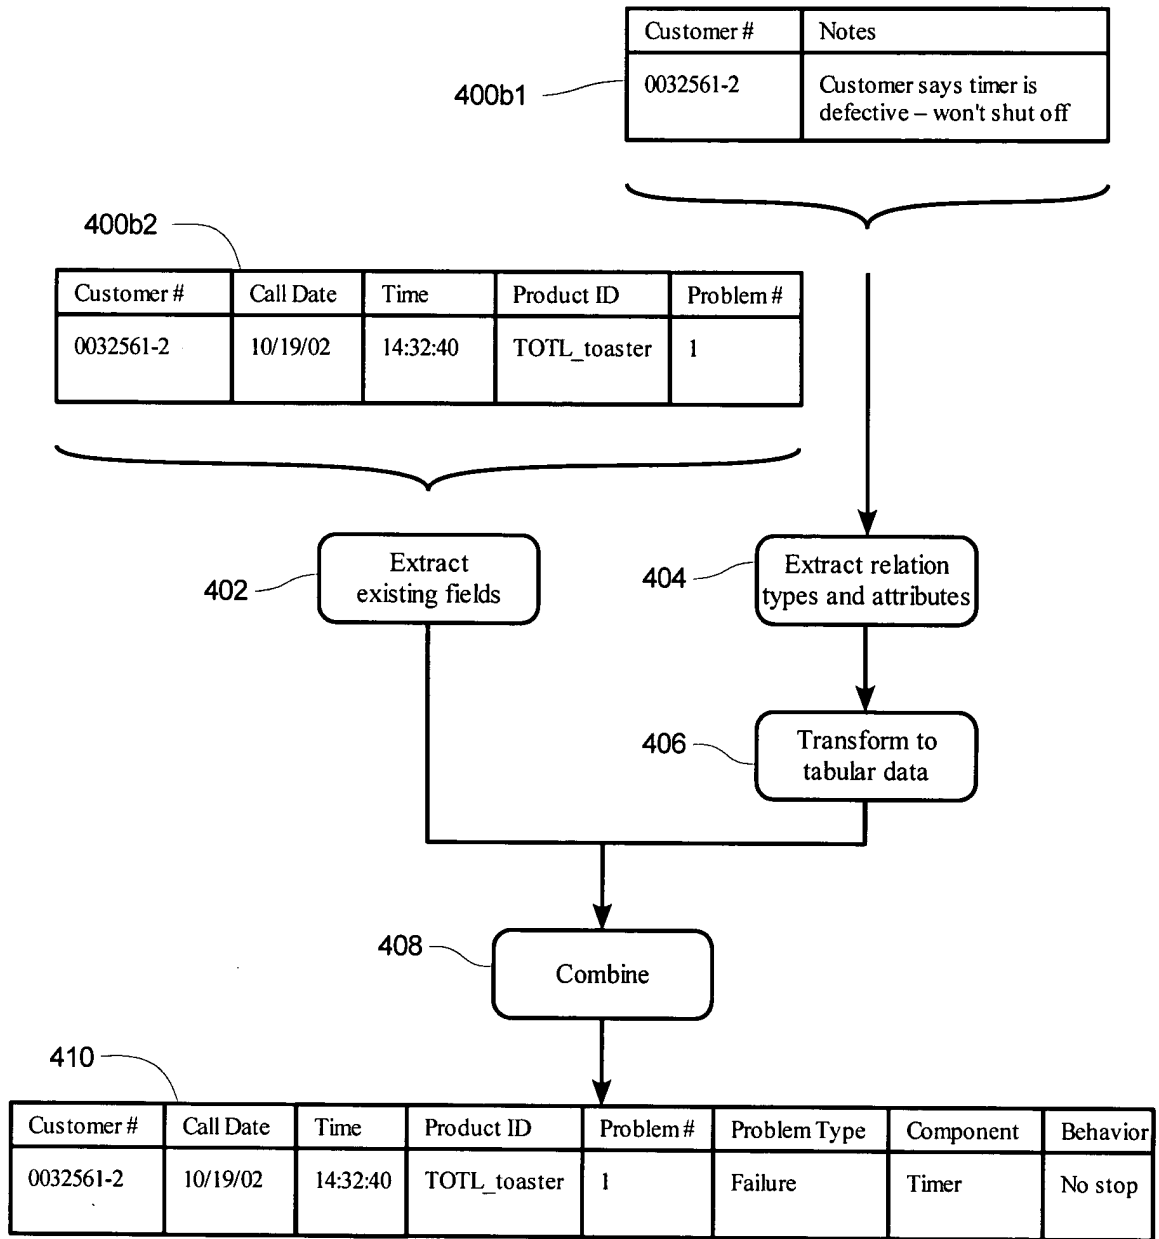 Customer # Notes
400b1
0032561-2 Customer says timer is
defective – won't shut off
400b2
Customer # Call Date Time Product ID Problem #
0032561-2 10/19/02 14:32:40 TOTL_toaster 1
402
Extract
existing fields
404
Extract relation
types and attributes
406
Transform to
tabular data
408
Combine
410
Customer # Call Date Time Product ID Problem # Problem Type Component Behavior
0032561-2 10/19/02 14:32:40 TOTL_toaster 1 Failure Timer No stop